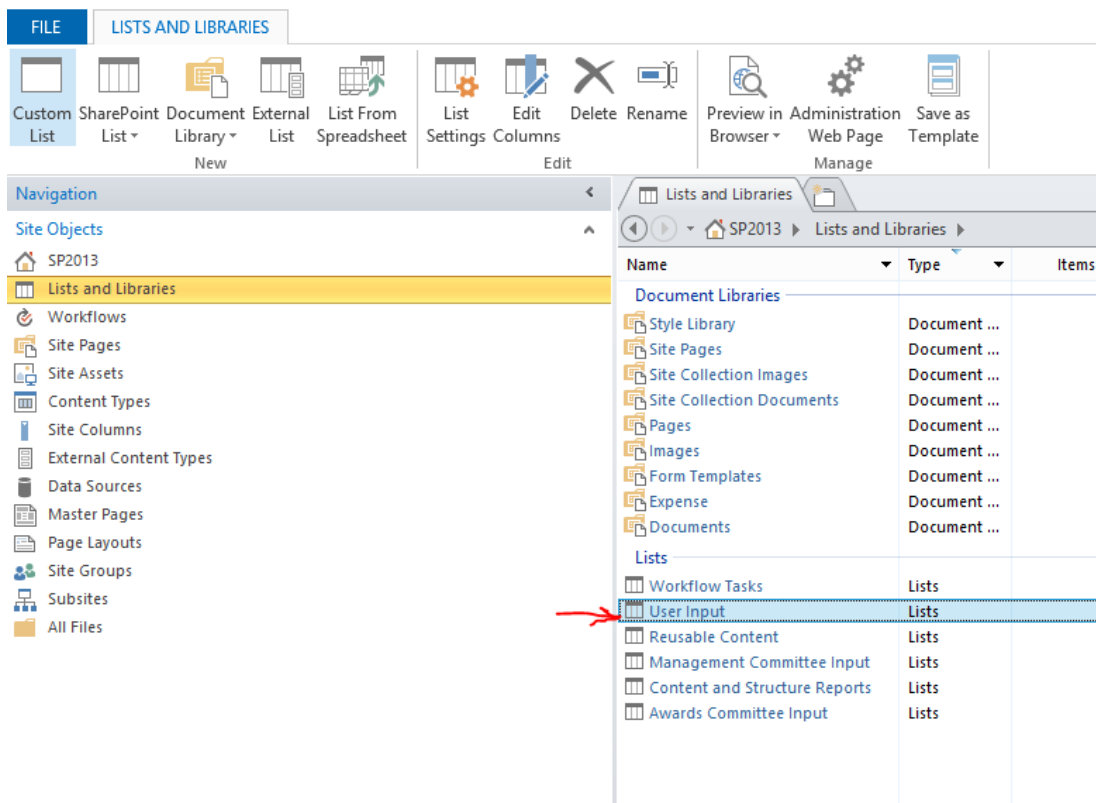 FILE
LISTS AND LIBRARIES
Custom List
SharePoint List
Document Library
External List
List From Spreadsheet
List Settings
Edit Columns
Delete
Rename
Preview in Browser
Administration Web Page
Save as Template
New
Edit
Manage
Navigation
Site Objects
SP2013
Lists and Libraries
Workflows
Site Pages
Site Assets
Content Types
Site Columns
External Content Types
Data Sources
Master Pages
Page Layouts
Site Groups
Subsites
All Files
Lists and Libraries
SP2013 Lists and Libraries
Name Type Items
Document Libraries
Style Library Document ...
Site Pages Document ...
Site Collection Images Document ...
Site Collection Documents Document ...
Pages Document ...
Images Document ...
Form Templates Document ...
Expense Document ...
Documents Document ...
Lists
Workflow Tasks Lists
User Input Lists
Reusable Content Lists
Management Committee Input Lists
Content and Structure Reports Lists
Awards Committee Input Lists